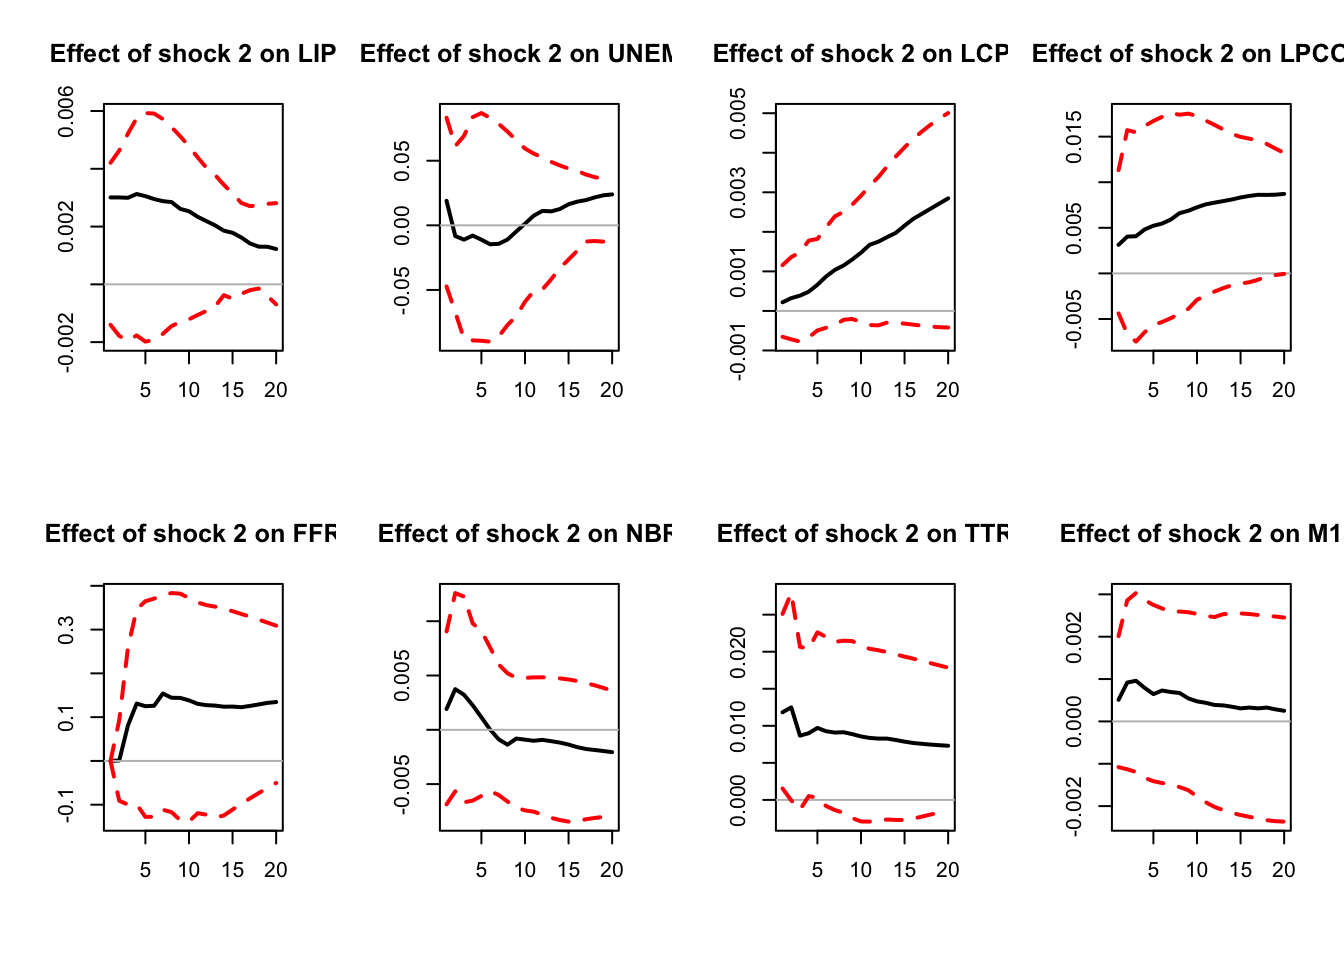 Effect of shock 2 on LIP
Effect of shock 2 on UNEM
Effect of shock 2 on LCP
Effect of shock 2 on LPCO
0.006
0.002
-0.002
5 10 15 20
0.05
0.00
-0.05
5 10 15 20
0.005
0.003
0.001
-0.001
5 10 15 20
0.015
0.005
-0.005
5 10 15 20
Effect of shock 2 on FFR
Effect of shock 2 on NBR
Effect of shock 2 on TTR
Effect of shock 2 on M1
0.3
0.1
-0.1
5 10 15 20
0.005
-0.005
5 10 15 20
0.020
0.010
0.000
5 10 15 20
0.002
0.000
-0.002
5 10 15 20